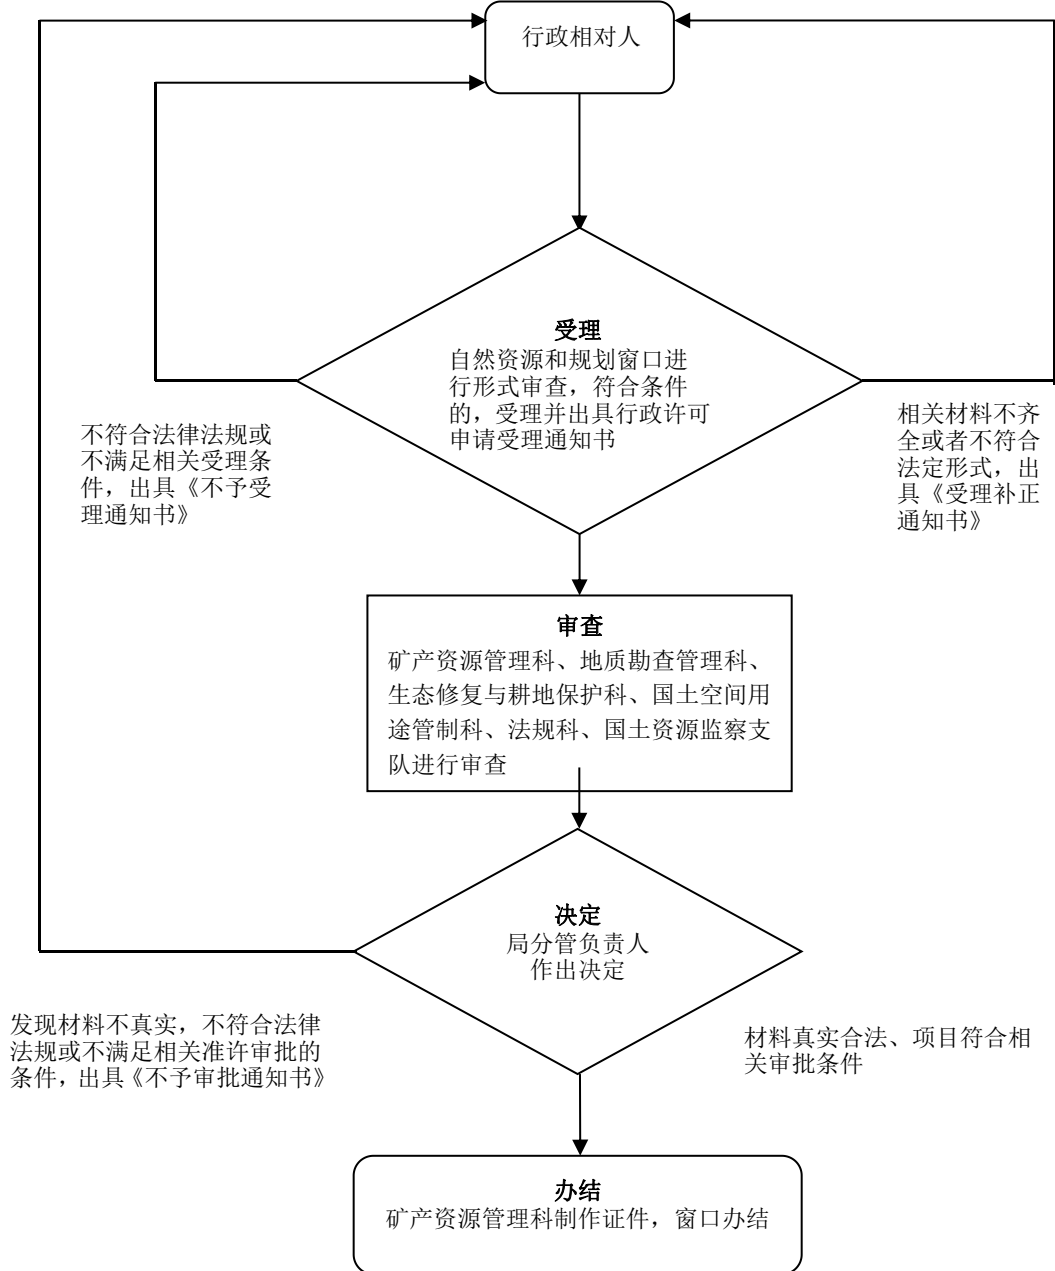 行政相对人
受理
自然资源和规划窗口进
行形式审查，符合条件
的，受理并出具行政许可
申请受理通知书
不符合法律法规或
不满足相关受理条
件，出具《不予受
理通知书》
相关材料不齐
全或者不符合
法定形式，出
具《受理补正
通知书》
审查
矿产资源管理科、地质勘查管理科、
生态修复与耕地保护科、国土空间用
途管制科、法规科、国土资源监察支
队进行审查
决定
局分管负责人
作出决定
发现材料不真实，不符合法律
法规或不满足相关准许审批的
条件，出具《不予审批通知书》
材料真实合法、项目符合相
关审批条件
办结
矿产资源管理科制作证件，窗口办结